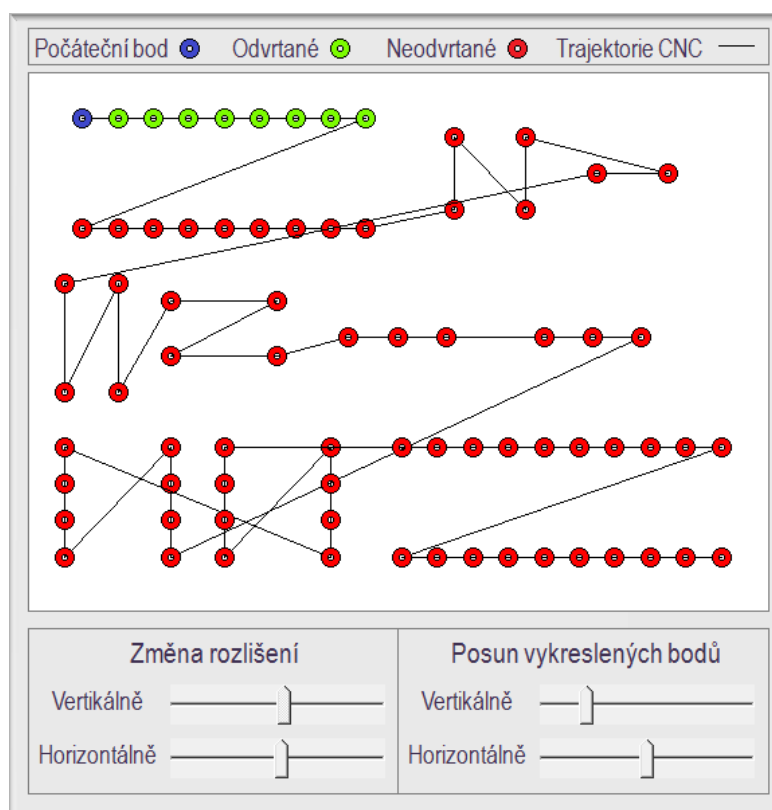 Počáteční bod Odvrtané Neodvrtané Trajektorie CNC
Změna rozlišení
Vertikálně
Horizontálně
Posun vykreslených bodů
Vertikálně
Horizontálně